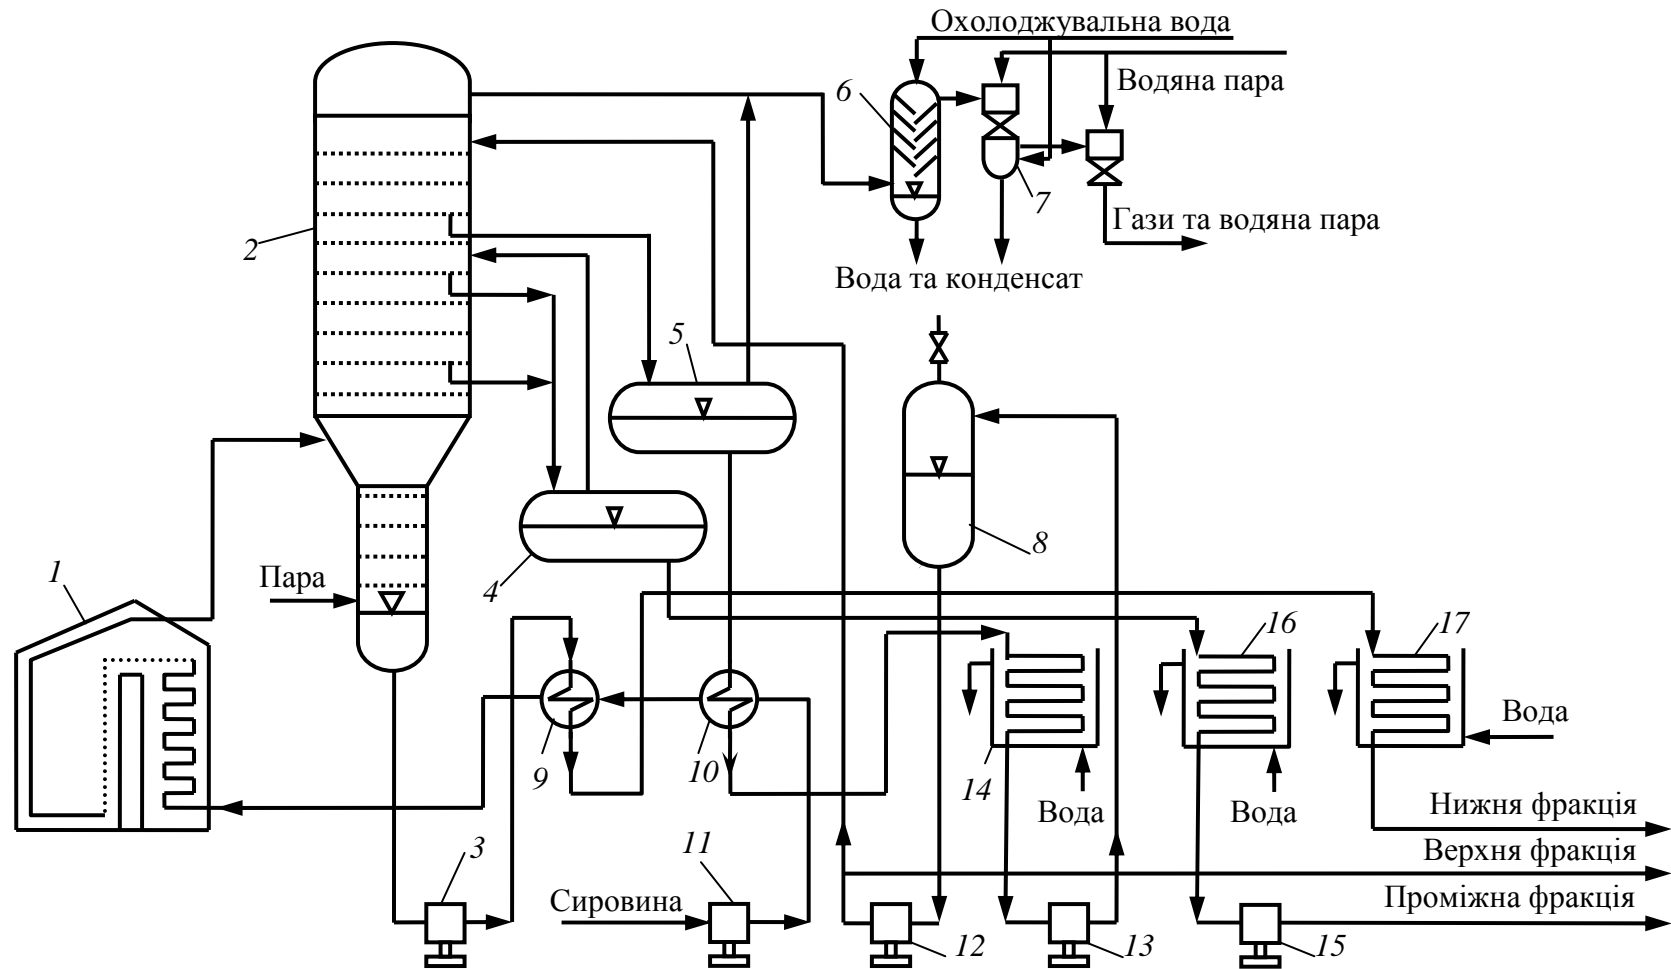 Охолоджувальна вода
Водяна пара
6
7
2
Гази та водяна пара
Вода та конденсат
5
8
4
1
Пара
16
17
Вода
9
10
14
Вода
Вода
Нижня фракція
3
11
Верхня фракція
Сировина
Проміжна фракція
12
13
15